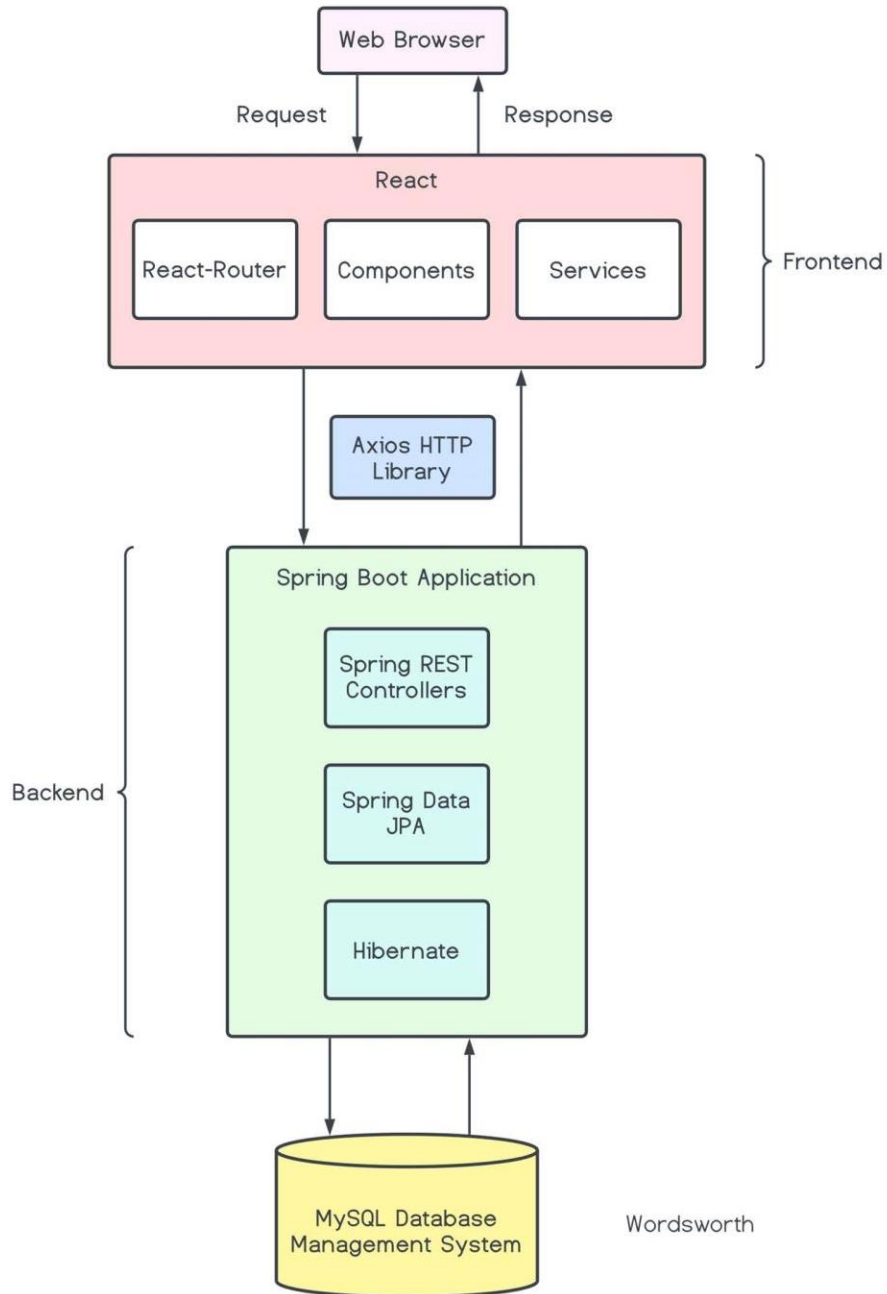 Web Browser
Request
Response
React
React-Router
Components
Services
Frontend
Axios HTTP
Library
Spring Boot Application
Spring REST
Controllers
Backend
Spring Data
JPA
Hibernate
MySQL Database
Management System
Wordsworth